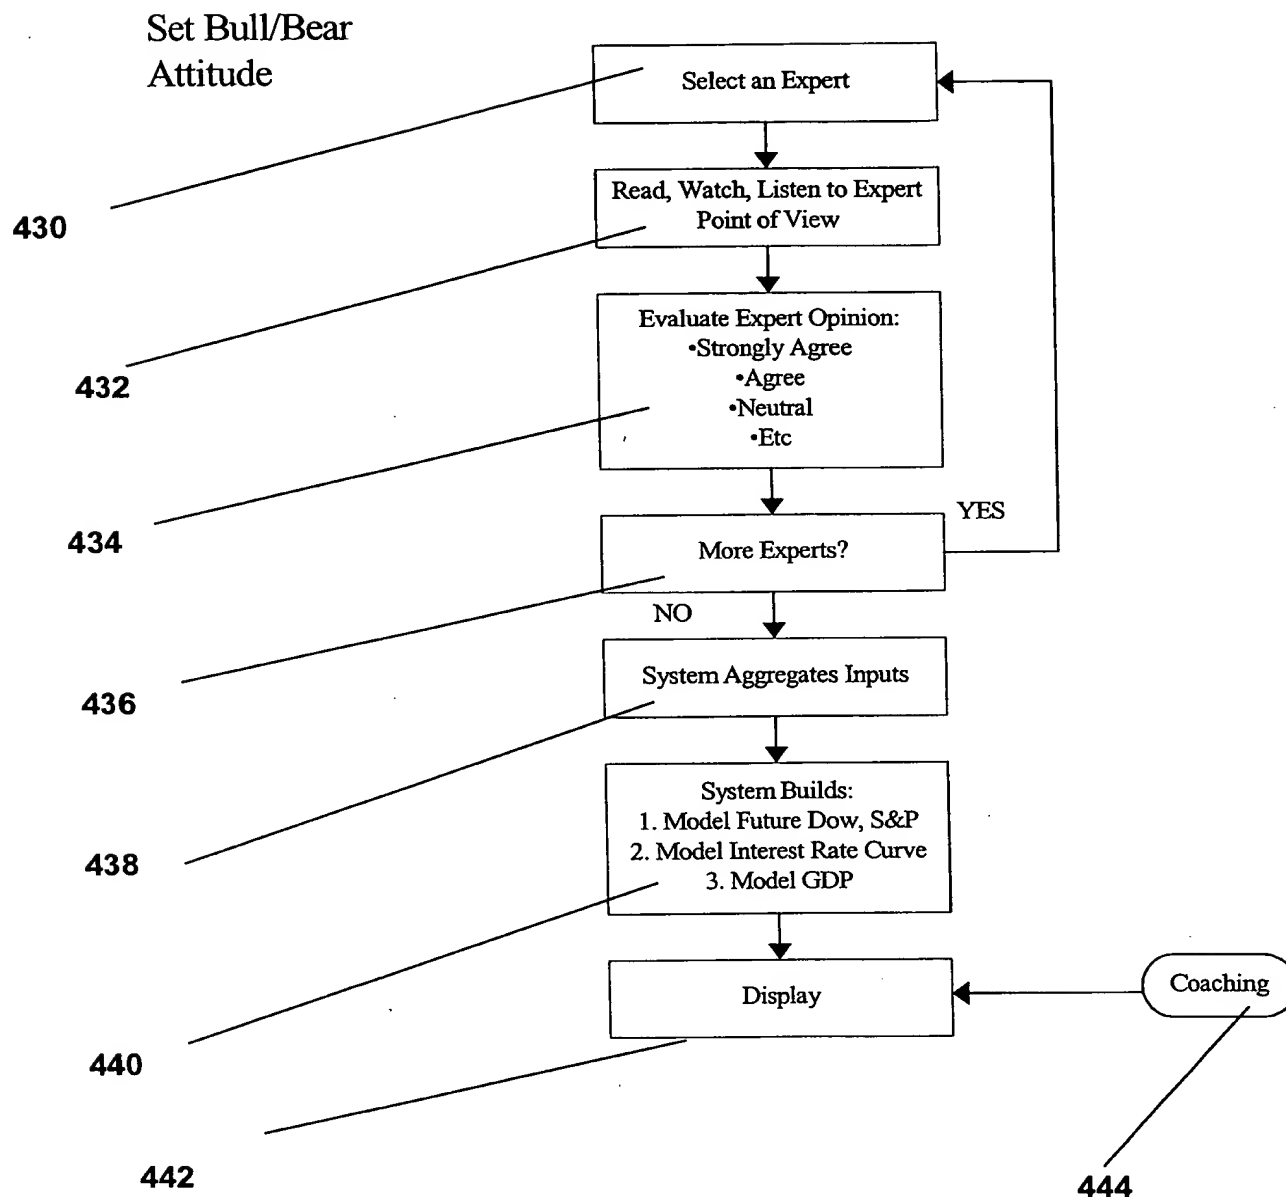 Set Bull/Bear
Attitude
Select an Expert
430
Read, Watch, Listen to Expert
Point of View
432
Evaluate Expert Opinion:
•Strongly Agree
•Agree
•Neutral
•Etc
434
YES
More Experts?
NO
436
System Aggregates Inputs
438
System Builds:
1. Model Future Dow, S&P
2. Model Interest Rate Curve
3. Model GDP
440
Display
Coaching
442
444